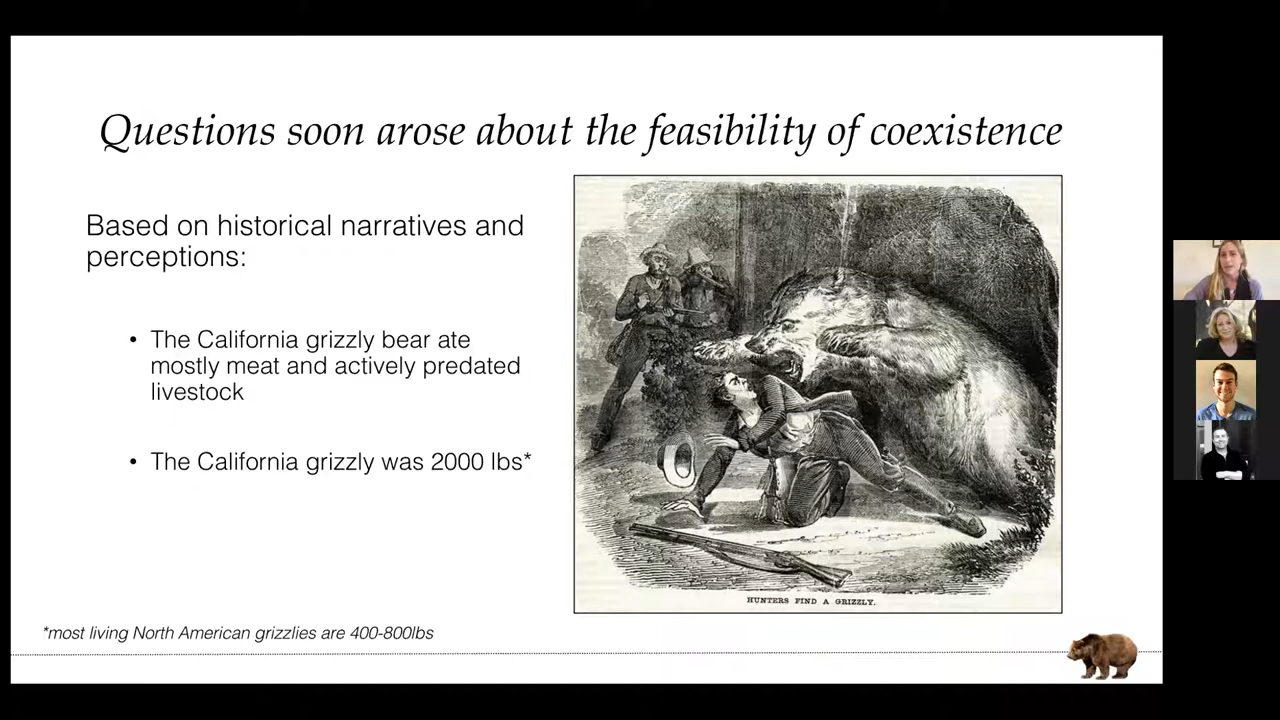 Questions soon arose about the feasibility of coexistence
Based on historical narratives and
perceptions:
• The California grizzly bear ate
mostly meat and actively predated
livestock
• The California grizzly was 2000 lbs*
HUNTERS FIND A GRIZZLY.
*most living North American grizzlies are 400-800lbs